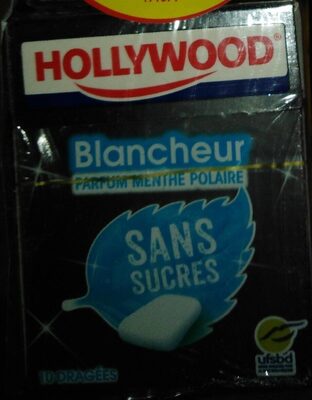 HOLLYWOOD
Blancheur
PARFUM MENTHE POLAIRE
SANS
SUCRES
10 DRAGÉES
ufsbd